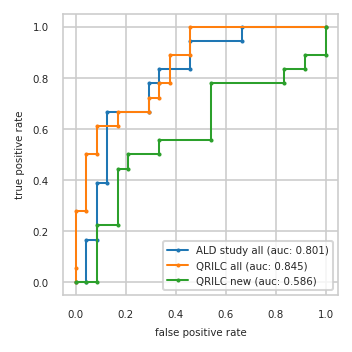 1.0
0.8
0.6
0.4
0.2
0.0
true positive rate
ALD study all (auc: 0.801)
QRILC all (auc: 0.845)
QRILC new (auc: 0.586)
0.0 0.2 0.4 0.6 0.8 1.0
false positive rate